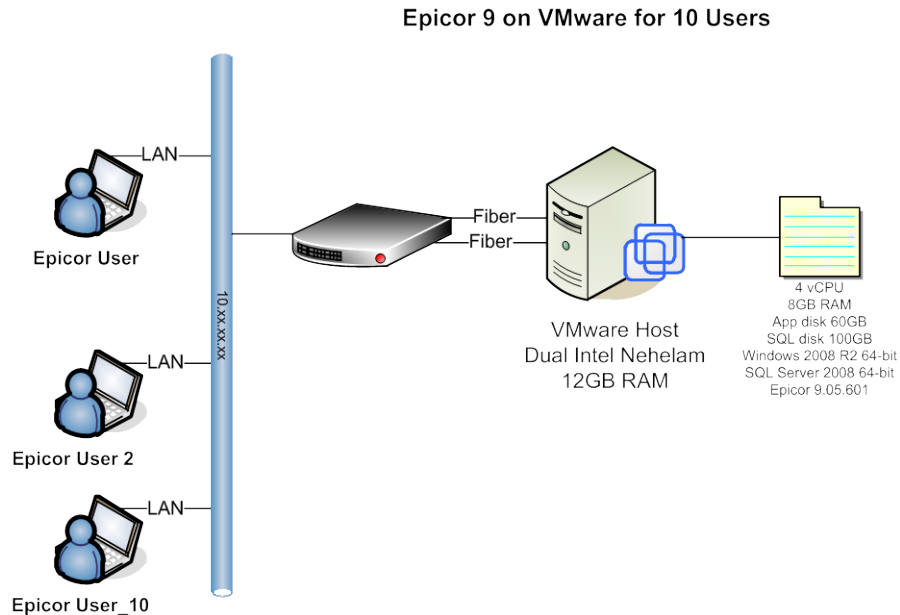 Epicor 9 on VMware for 10 Users
LAN
Epicor User
10.xx.xx.xx
Fiber
Fiber
VMware Host
Dual Intel Nehelam
12GB RAM
4 vCPU
8GB RAM
App disk 60GB
SQL disk 100GB
Windows 2008 R2 64-bit
SQL Server 2008 64-bit
Epicor 9.05.601
LAN
Epicor User 2
LAN
Epicor User_10